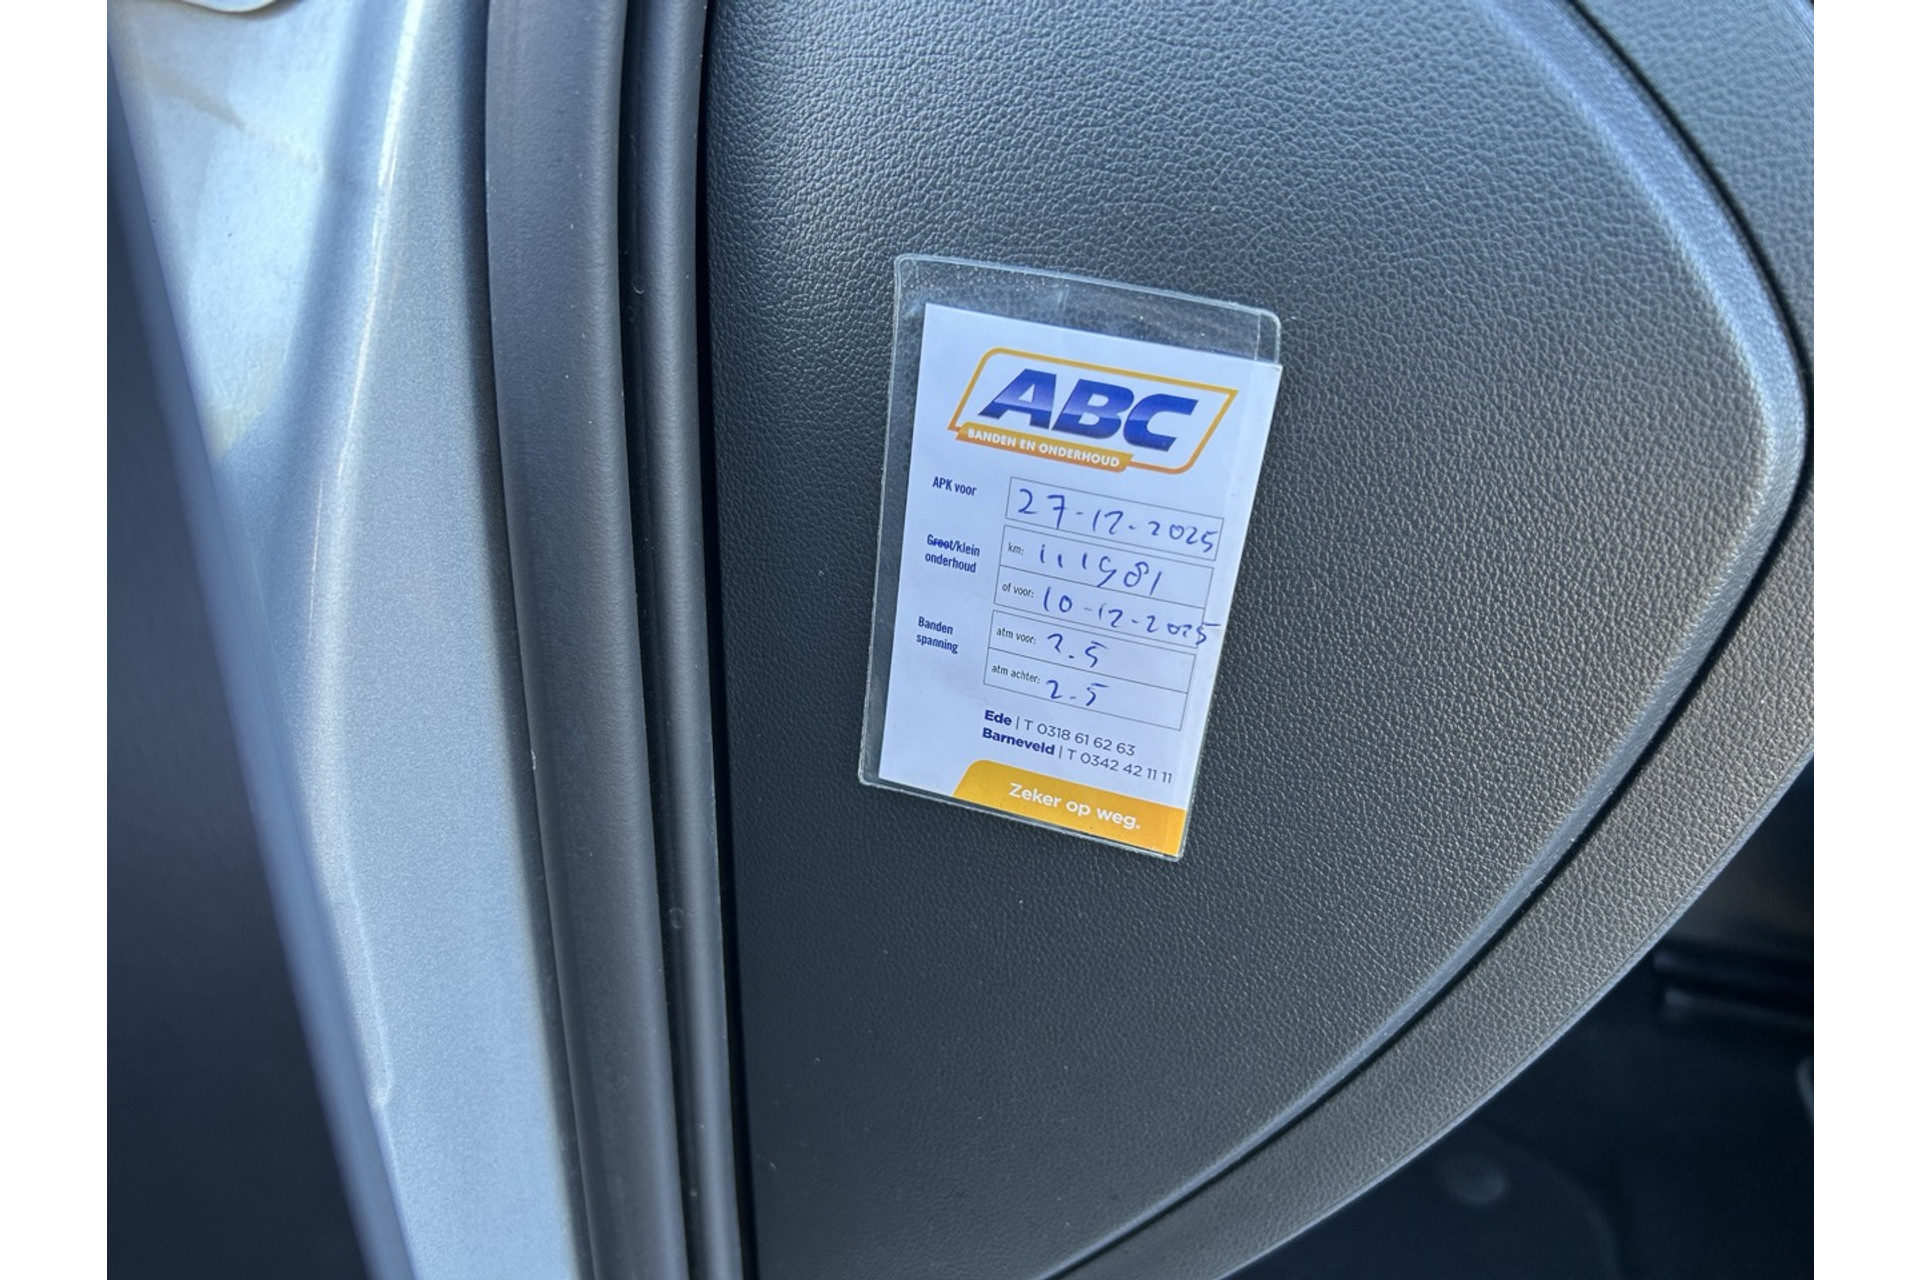 ABC
BANDEN EN ONDERHOUD
APK voor 27-12-2025
Groot/klein onderhoud km: 111981
of voor: 10-12-2025
Banden spanning atm voor: 2.5
atm achter: 2.5
Ede | T 0318 61 62 63
Barneveld | T 0342 42 11 11
Zeker op weg.